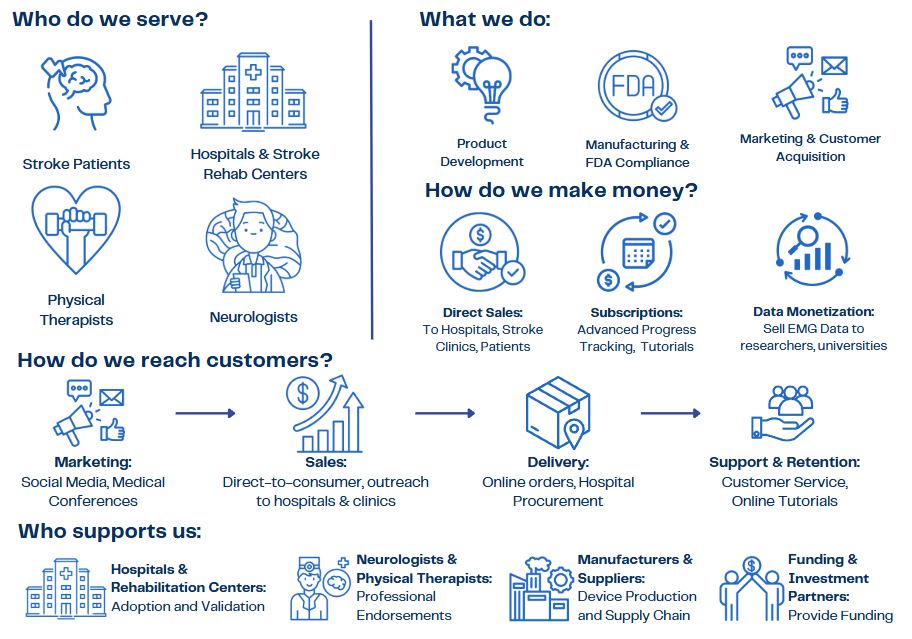 Who do we serve?
Stroke Patients
Hospitals & Stroke
Rehab Centers
Physical
Therapists
Neurologists
What we do:
Product
Development
FDA
Manufacturing &
FDA Compliance
Marketing & Customer
Acquisition
How do we make money?
$
Direct Sales:
To Hospitals, Stroke
Clinics, Patients
$
Subscriptions:
Advanced Progress
Tracking, Tutorials
Data Monetization:
Sell EMG Data to
researchers, universities
How do we reach customers?
Marketing:
Social Media, Medical
Conferences
$
Sales:
Direct-to-consumer, outreach
to hospitals & clinics
Delivery:
Online orders, Hospital
Procurement
Support & Retention:
Customer Service,
Online Tutorials
Who supports us:
Hospitals &
Rehabilitation Centers:
Adoption and Validation
Neurologists &
Physical Therapists:
Professional
Endorsements
Manufacturers &
Suppliers:
Device Production
and Supply Chain
$
Funding &
Investment
Partners:
Provide Funding